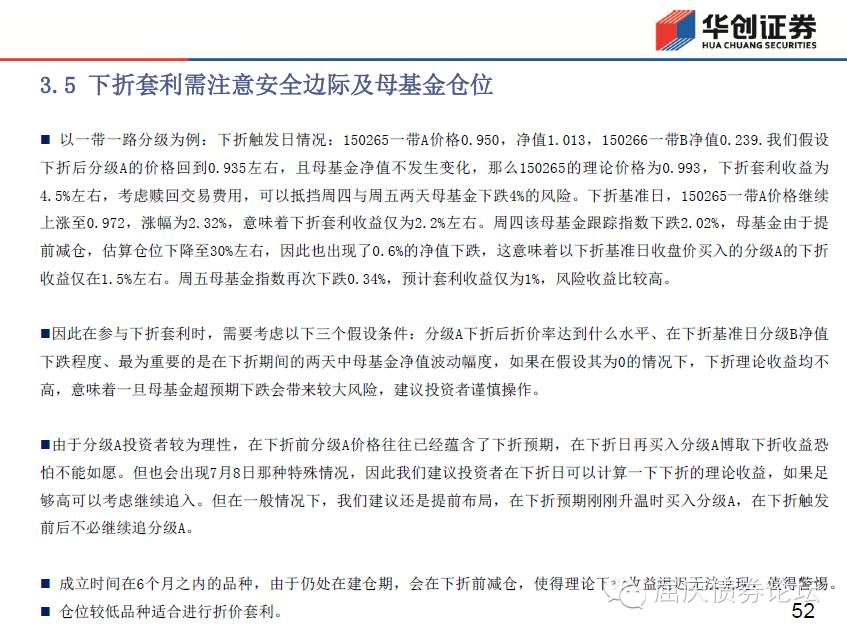 华创证券
HUA CHUANG SECURITIES
3.5 下折套利需注意安全边际及母基金仓位
■ 以一带一路分级为例：下折触发日情况：150265一带A价格0.950，净值1.013，150266一带B净值0.239.我们假设
下折后分级A的价格回到0.935左右，且母基金净值不发生变化，那么150265的理论价格为0.993，下折套利收益为
4.5%左右，考虑赎回交易费用，可以抵挡周四与周五两天母基金下跌4%的风险。下折基准日，150265一带A价格继续
上涨至0.972，涨幅为2.32%，意味着下折套利收益仅为2.2%左右。周四该母基金跟踪指数下跌2.02%，母基金由于提
前减仓，估算仓位下降至30%左右，因此也出现了0.6%的净值下跌，这意味着以下折基准日收盘价买入的分级A的下折
收益仅在1.5%左右。周五母基金指数再次下跌0.34%，预计套利收益仅为1%，风险收益比较高。
■因此在参与下折套利时，需要考虑以下三个假设条件：分级A下折后折价率达到什么水平、在下折基准日分级B净值
下跌程度、最为重要的是在下折期间的两天中母基金净值波动幅度，如果在假设其为0的情况下，下折理论收益均不
高，意味着一旦母基金超预期下跌会带来较大风险，建议投资者谨慎操作。
■由于分级A投资者较为理性，在下折前分级A价格往往已经蕴含了下折预期，在下折日再买入分级A博取下折收益恐
怕不能如愿。但也会出现7月8日那种特殊情况，因此我们建议投资者在下折日可以计算一下下折的理论收益，如果足
够高可以考虑继续追入。但在一般情况下，我们建议还是提前布局，在下折预期刚刚升温时买入分级A，在下折触发
前后不必继续追分级A。
■ 成立时间在6个月之内的品种，由于仍处在建仓期，会在下折前减仓，使得理论下 收益迟迟无法兑现，值得警惕。
■ 仓位较低品种适合进行折价套利。
屈庆债券论坛
52